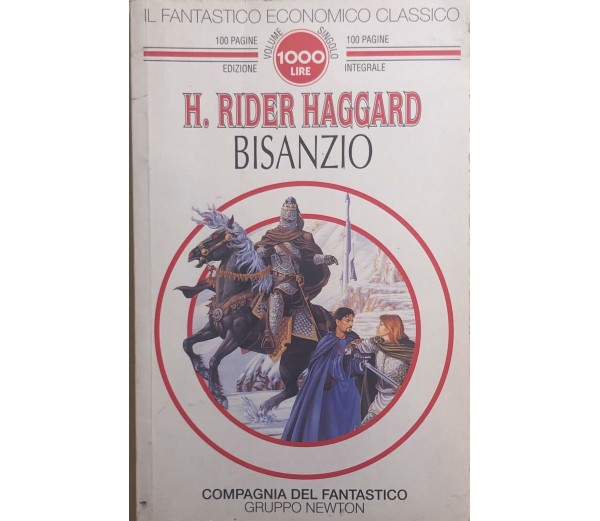 IL FANTASTICO ECONOMICO CLASSICO
100 PAGINE VOLUME SINGOLO 100 PAGINE
1000
EDIZIONE LIRE INTEGRALE
H. RIDER HAGGARD
BISANZIO
COMPAGNIA DEL FANTASTICO
GRUPPO NEWTON